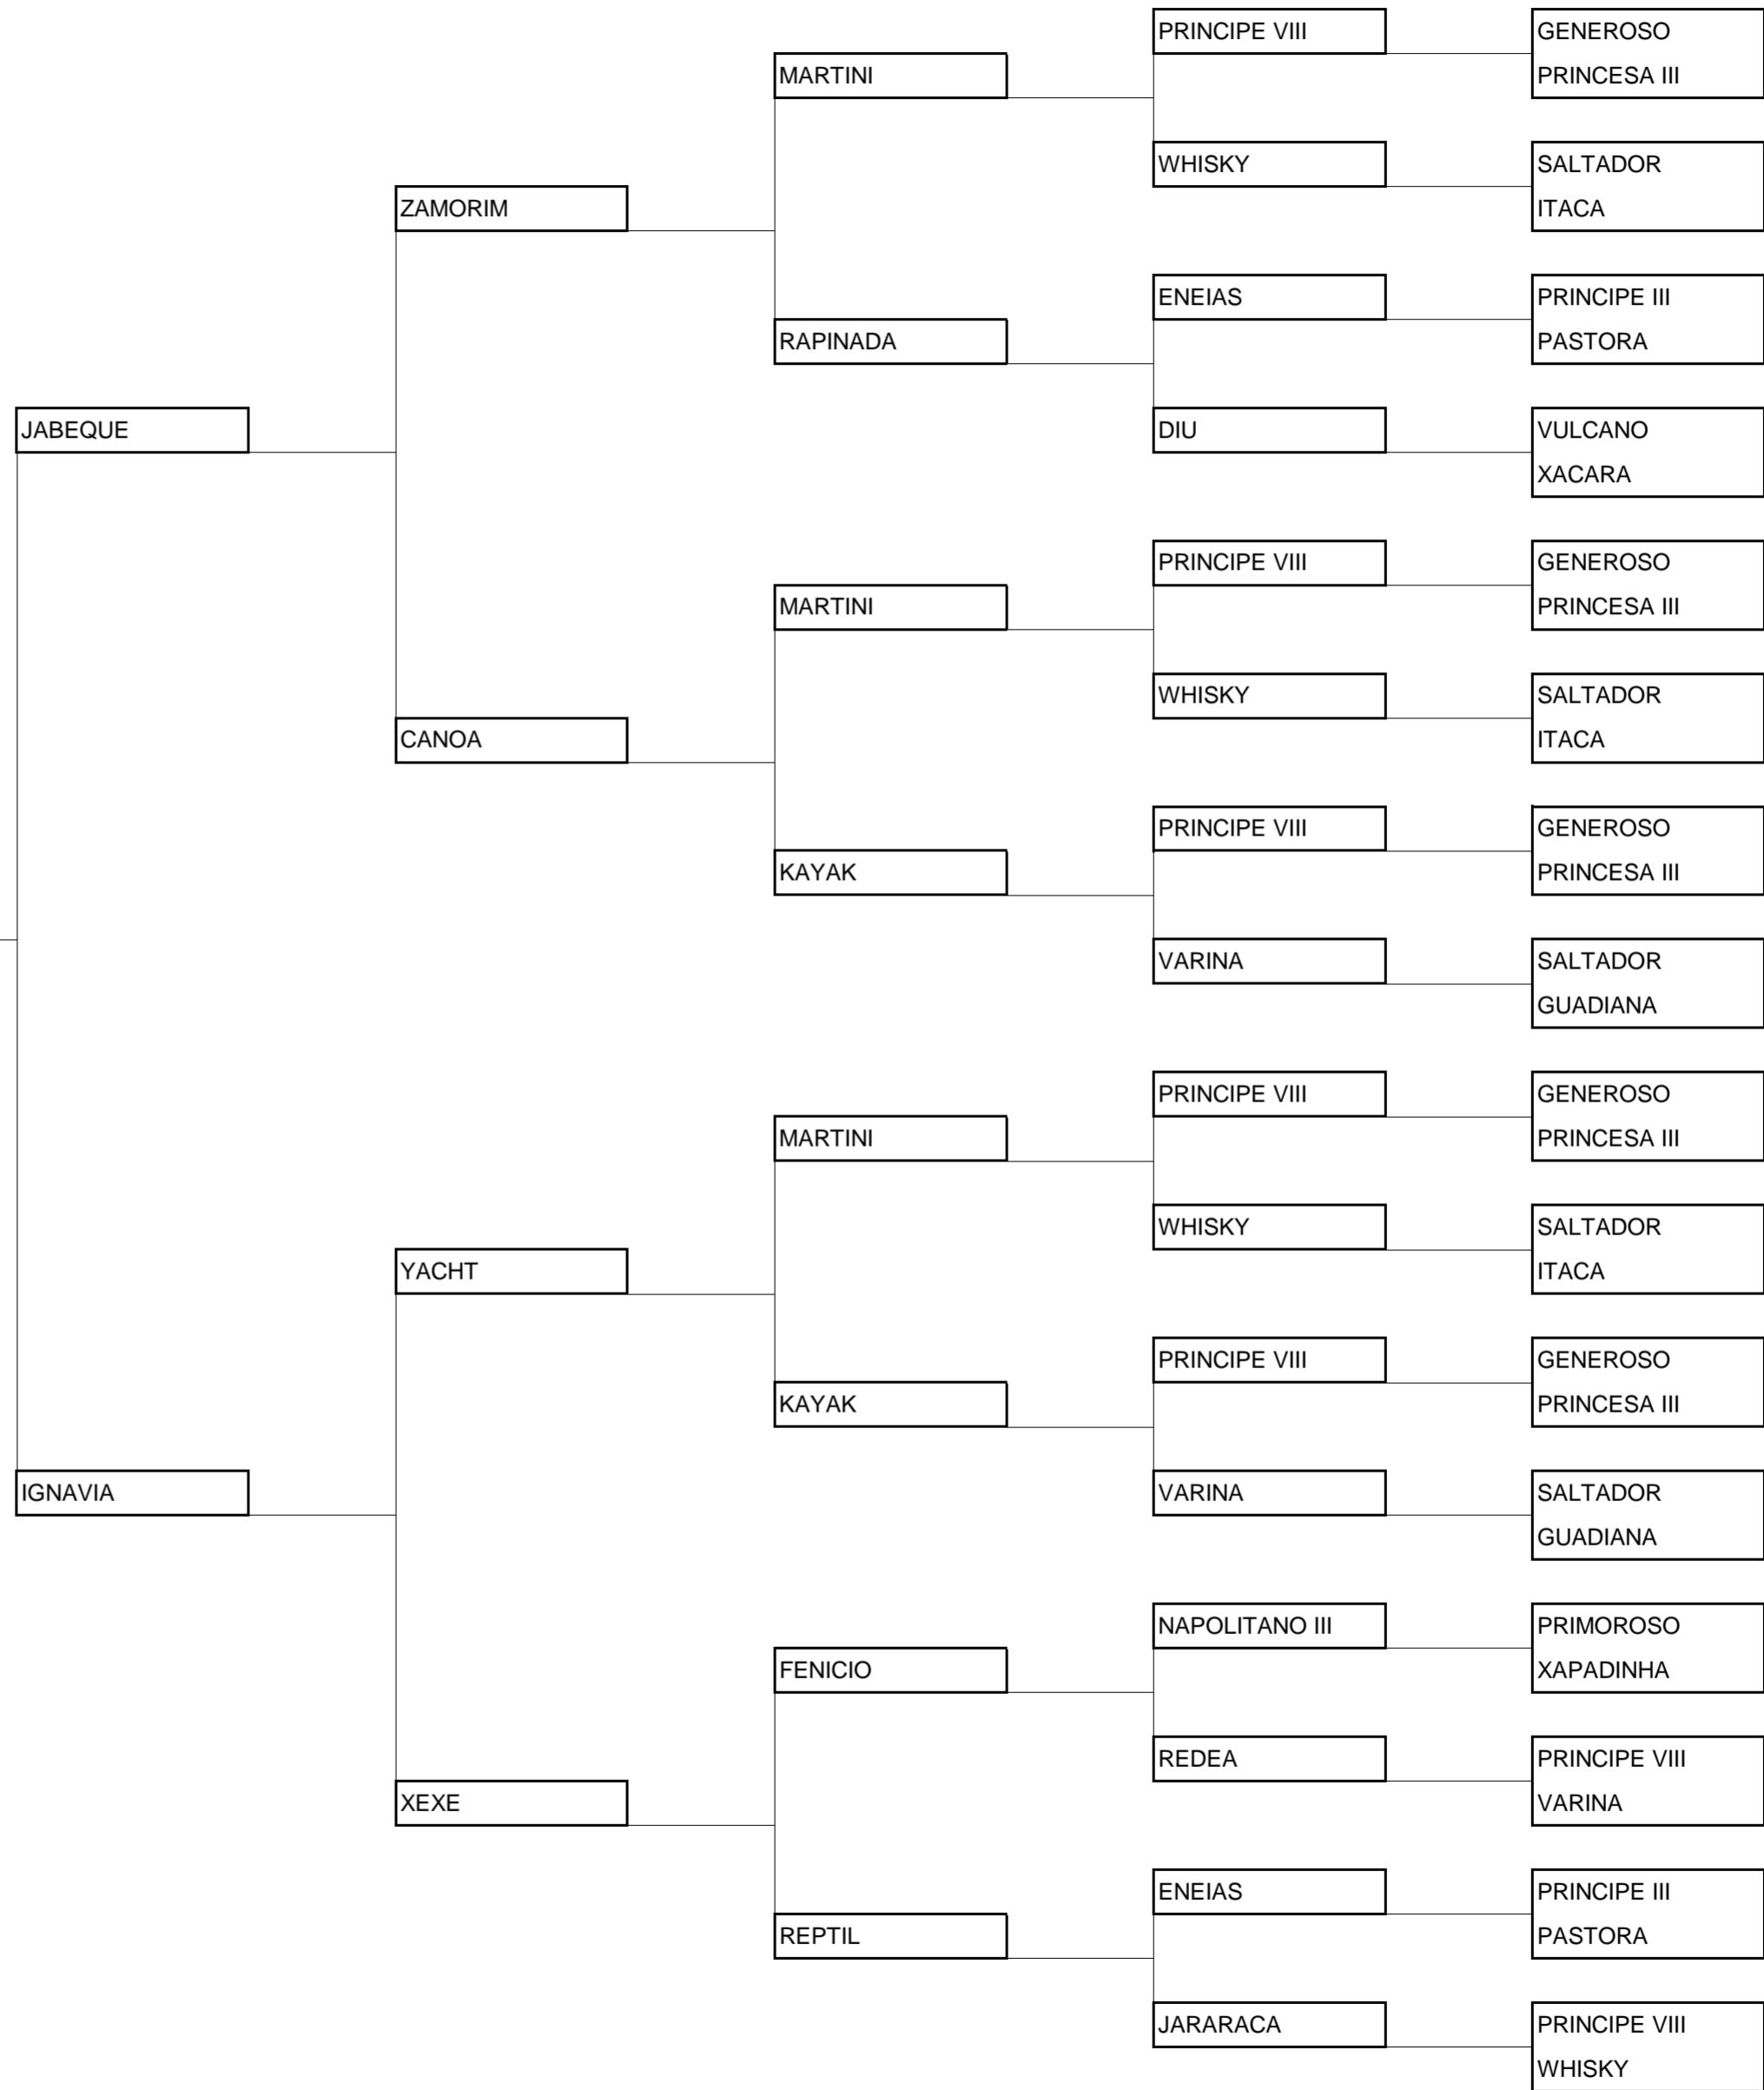 PRINCIPE VIII
GENEROSO
MARTINI
PRINCESA III
WHISKY
SALTADOR
ZAMORIM
ITACA
ENEIAS
PRINCIPE III
RAPINADA
PASTORA
JABEQUE
DIU
VULCANO
XACARA
PRINCIPE VIII
GENEROSO
MARTINI
PRINCESA III
WHISKY
SALTADOR
CANOA
ITACA
PRINCIPE VIII
GENEROSO
KAYAK
PRINCESA III
VARINA
SALTADOR
GUADIANA
PRINCIPE VIII
GENEROSO
MARTINI
PRINCESA III
WHISKY
SALTADOR
YACHT
ITACA
PRINCIPE VIII
GENEROSO
KAYAK
PRINCESA III
IGNAVIA
VARINA
SALTADOR
GUADIANA
NAPOLITANO III
PRIMOROSO
FENICIO
XAPADINHA
REDEA
PRINCIPE VIII
XEXE
VARINA
ENEIAS
PRINCIPE III
REPTIL
PASTORA
JARARACA
PRINCIPE VIII
WHISKY